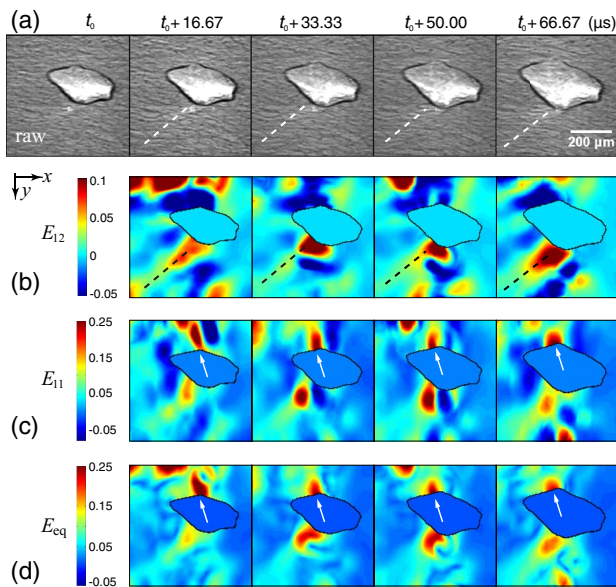 (a) t₀ t₀+16.67 t₀+33.33 t₀+50.00 t₀+66.67 (µs)
raw
200 µm
x
y
(b) E₁₂ 0.1 0.05 0 -0.05
(c) E₁₁ 0.25 0.15 0.05 -0.05
(d) Eeq 0.25 0.15 0.05 -0.05